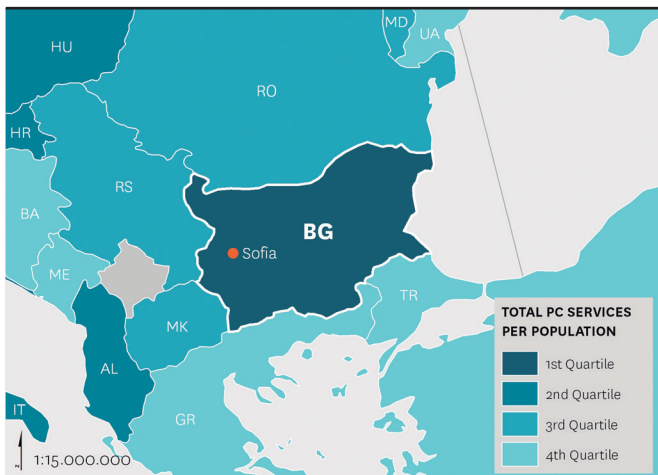 HU
MD
UA
RO
HR
RS
BA
BG
Sofia
ME
TR
MK
AL
GR
IT
TOTAL PC SERVICES
PER POPULATION
1st Quartile
2nd Quartile
3rd Quartile
4th Quartile
N
1:15.000.000